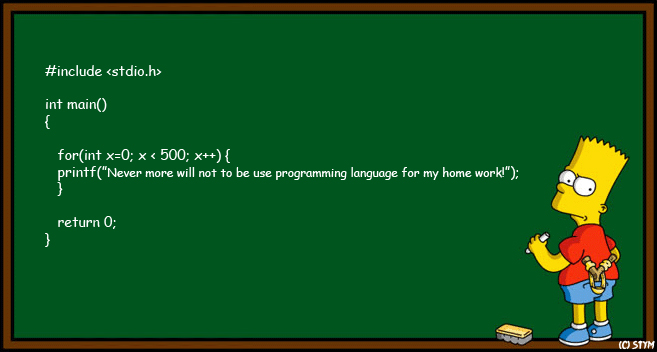 #include <stdio.h>
int main()
{
for(int x=0; x < 500; x++) {
printf("Never more will not to be use programming language for my home work!");
}
return 0;
}
(C) STYM